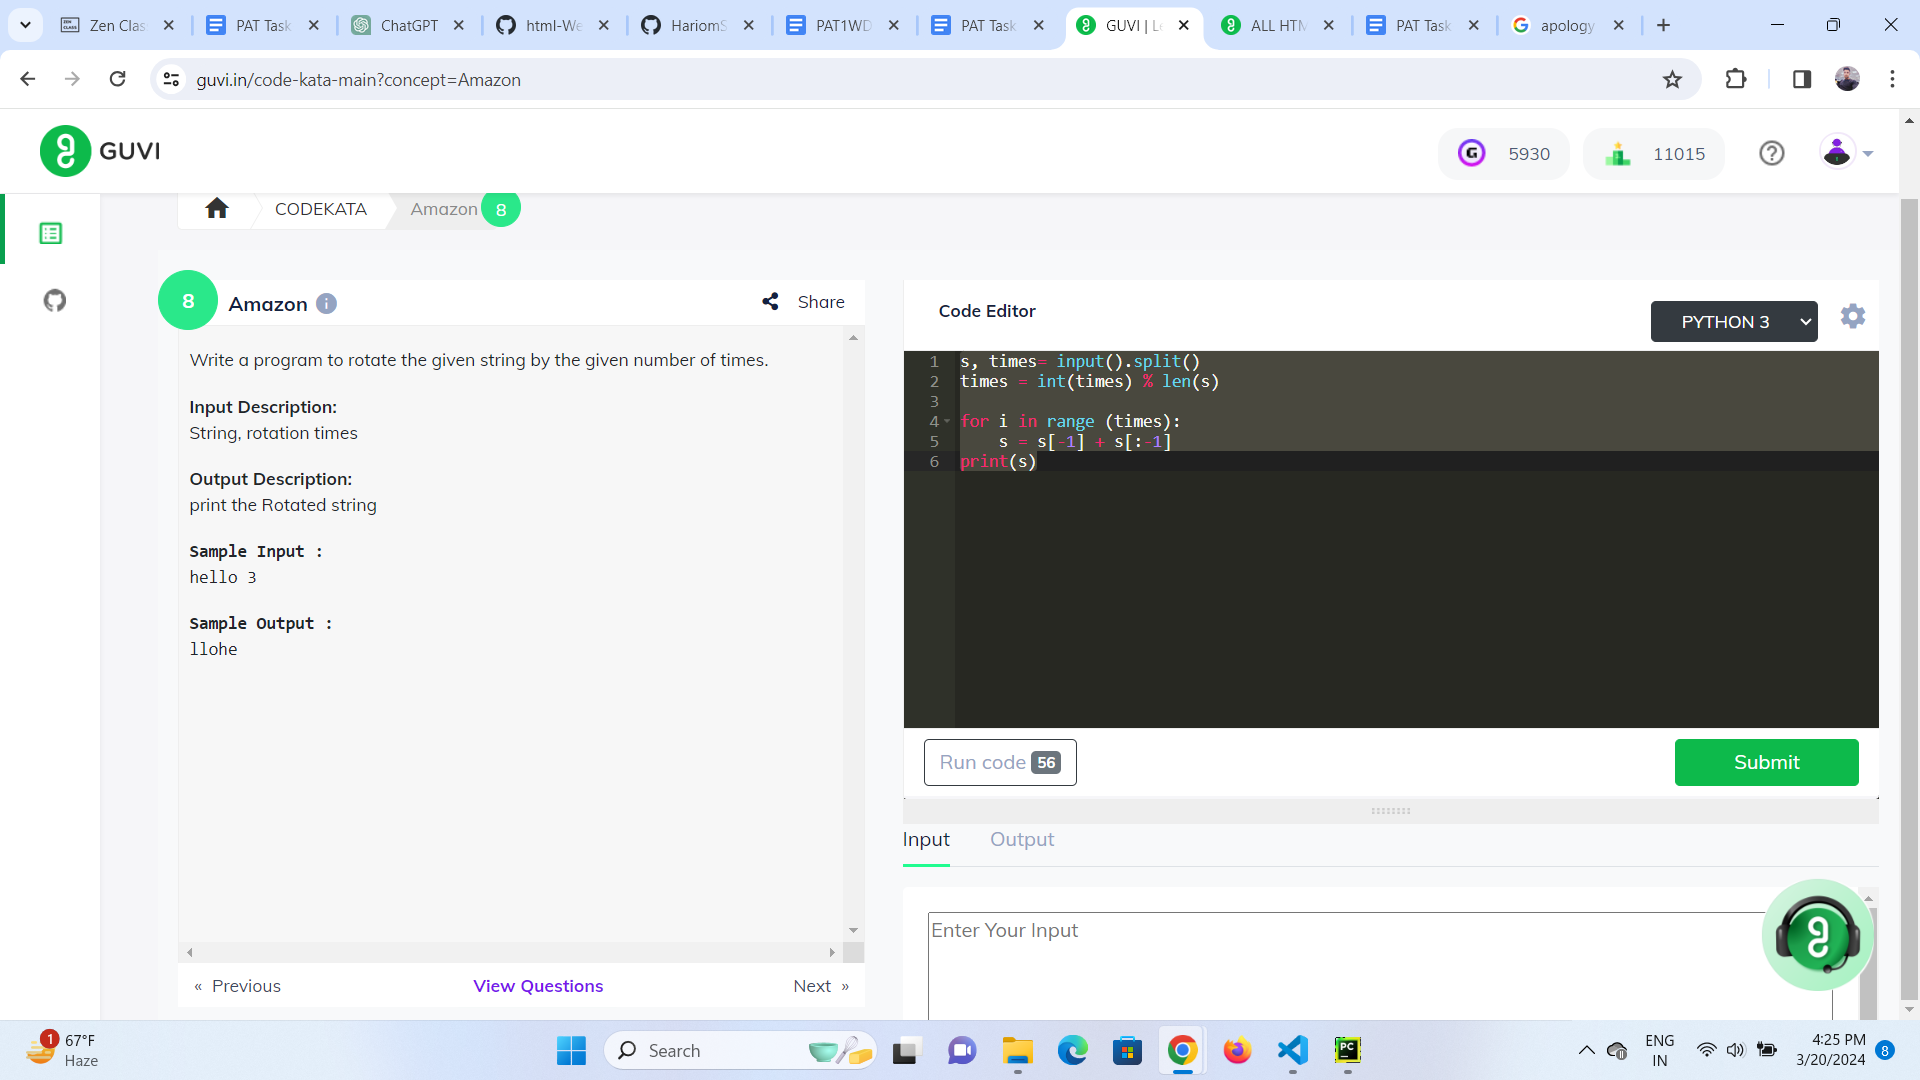 Zen Clas
PAT Task
ChatGPT
html-We
HariomS
PAT1WD
PAT Task
GUVI | Le
ALL HTM
PAT Task
apology
guvi.in/code-kata-main?concept=Amazon
GUVI
5930
11015
CODEKATA
Amazon 8
8 Amazon
Share
Write a program to rotate the given string by the given number of times.
Input Description:
String, rotation times
Output Description:
print the Rotated string
Sample Input :
hello 3
Sample Output :
llohe
« Previous
View Questions
Next »
Code Editor
PYTHON 3
1 s, times= input().split()
2 times = int(times) % len(s)
3
4 for i in range (times):
5 s = s[-1] + s[:-1]
6 print(s)
Run code 56
Submit
Input
Output
Enter Your Input
1
67°F
Haze
Search
PC
ENG
IN
4:25 PM
3/20/2024
8